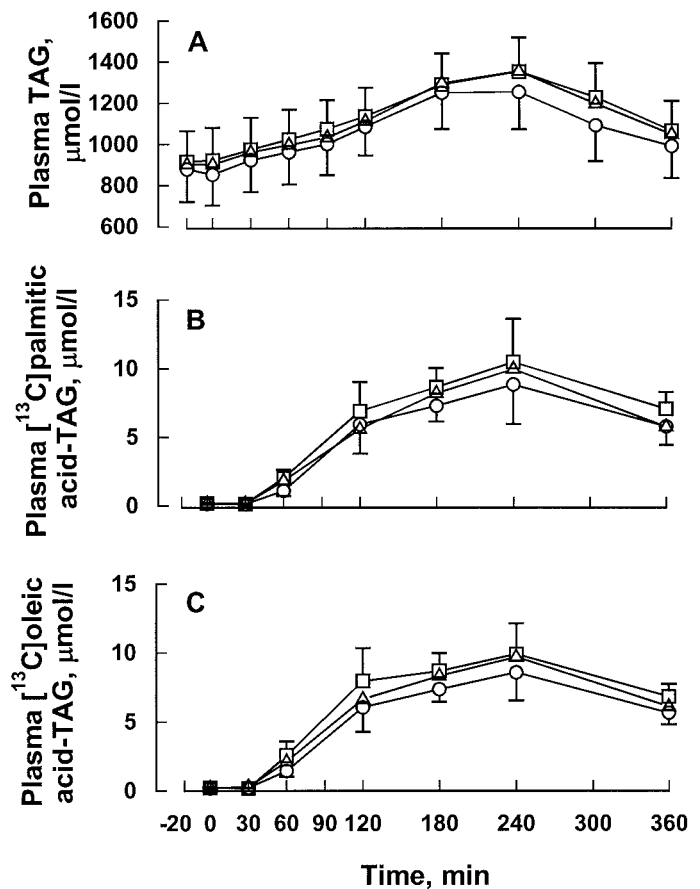 A
Plasma TAG,
μmol/l
1600
1400
1200
1000
800
600
B
Plasma [13C]palmitic
acid-TAG, μmol/l
15
10
5
0
C
Plasma [13C]oleic
acid-TAG, μmol/l
15
10
5
0
-20 0 30 60 90 120 180 240 300 360
Time, min